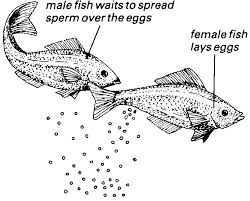 male fish waits to spread
sperm over the eggs
female fish
lays eggs